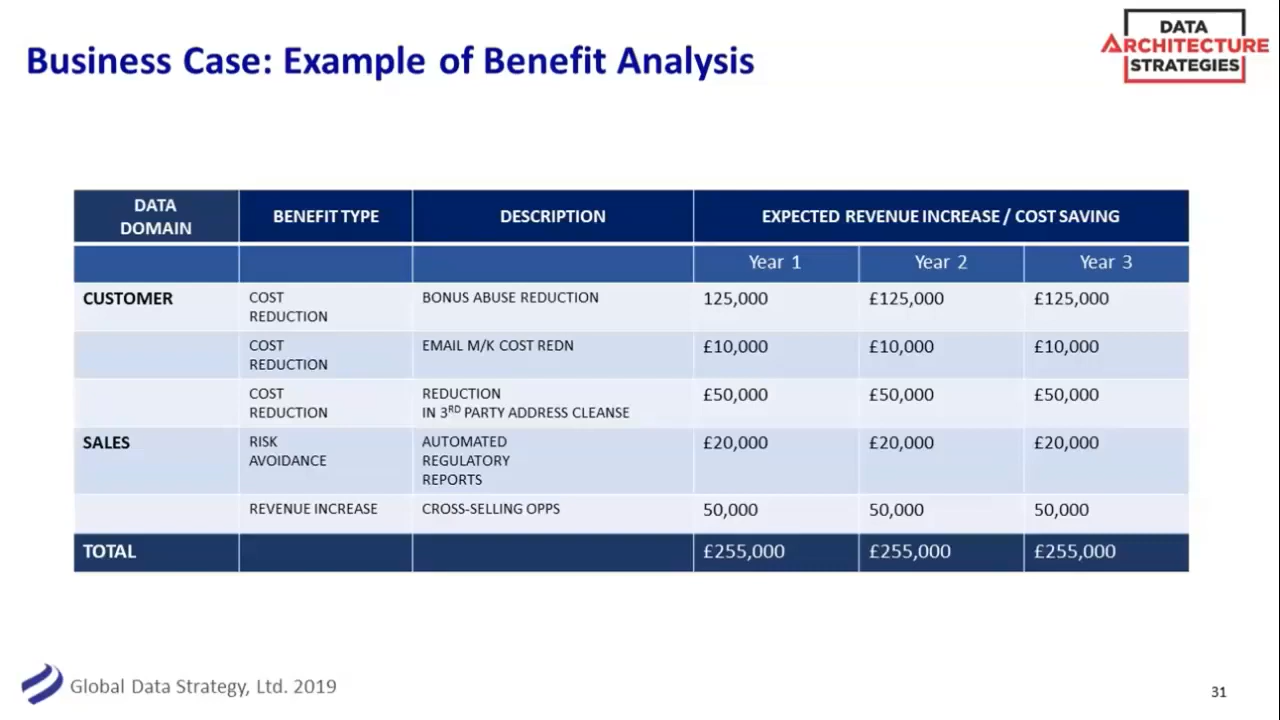 Business Case: Example of Benefit Analysis
DATA
ARCHITECTURE
STRATEGIES
DATA
DOMAIN
BENEFIT TYPE
DESCRIPTION
EXPECTED REVENUE INCREASE / COST SAVING
Year 1
Year 2
Year 3
CUSTOMER
COST
REDUCTION
BONUS ABUSE REDUCTION
125,000
£125,000
£125,000
COST
REDUCTION
EMAIL M/K COST REDN
£10,000
£10,000
£10,000
COST
REDUCTION
REDUCTION
IN 3RD PARTY ADDRESS CLEANSE
£50,000
£50,000
£50,000
SALES
RISK
AVOIDANCE
AUTOMATED
REGULATORY
REPORTS
£20,000
£20,000
£20,000
REVENUE INCREASE
CROSS-SELLING OPPS
50,000
50,000
50,000
TOTAL
£255,000
£255,000
£255,000
Global Data Strategy, Ltd. 2019
31